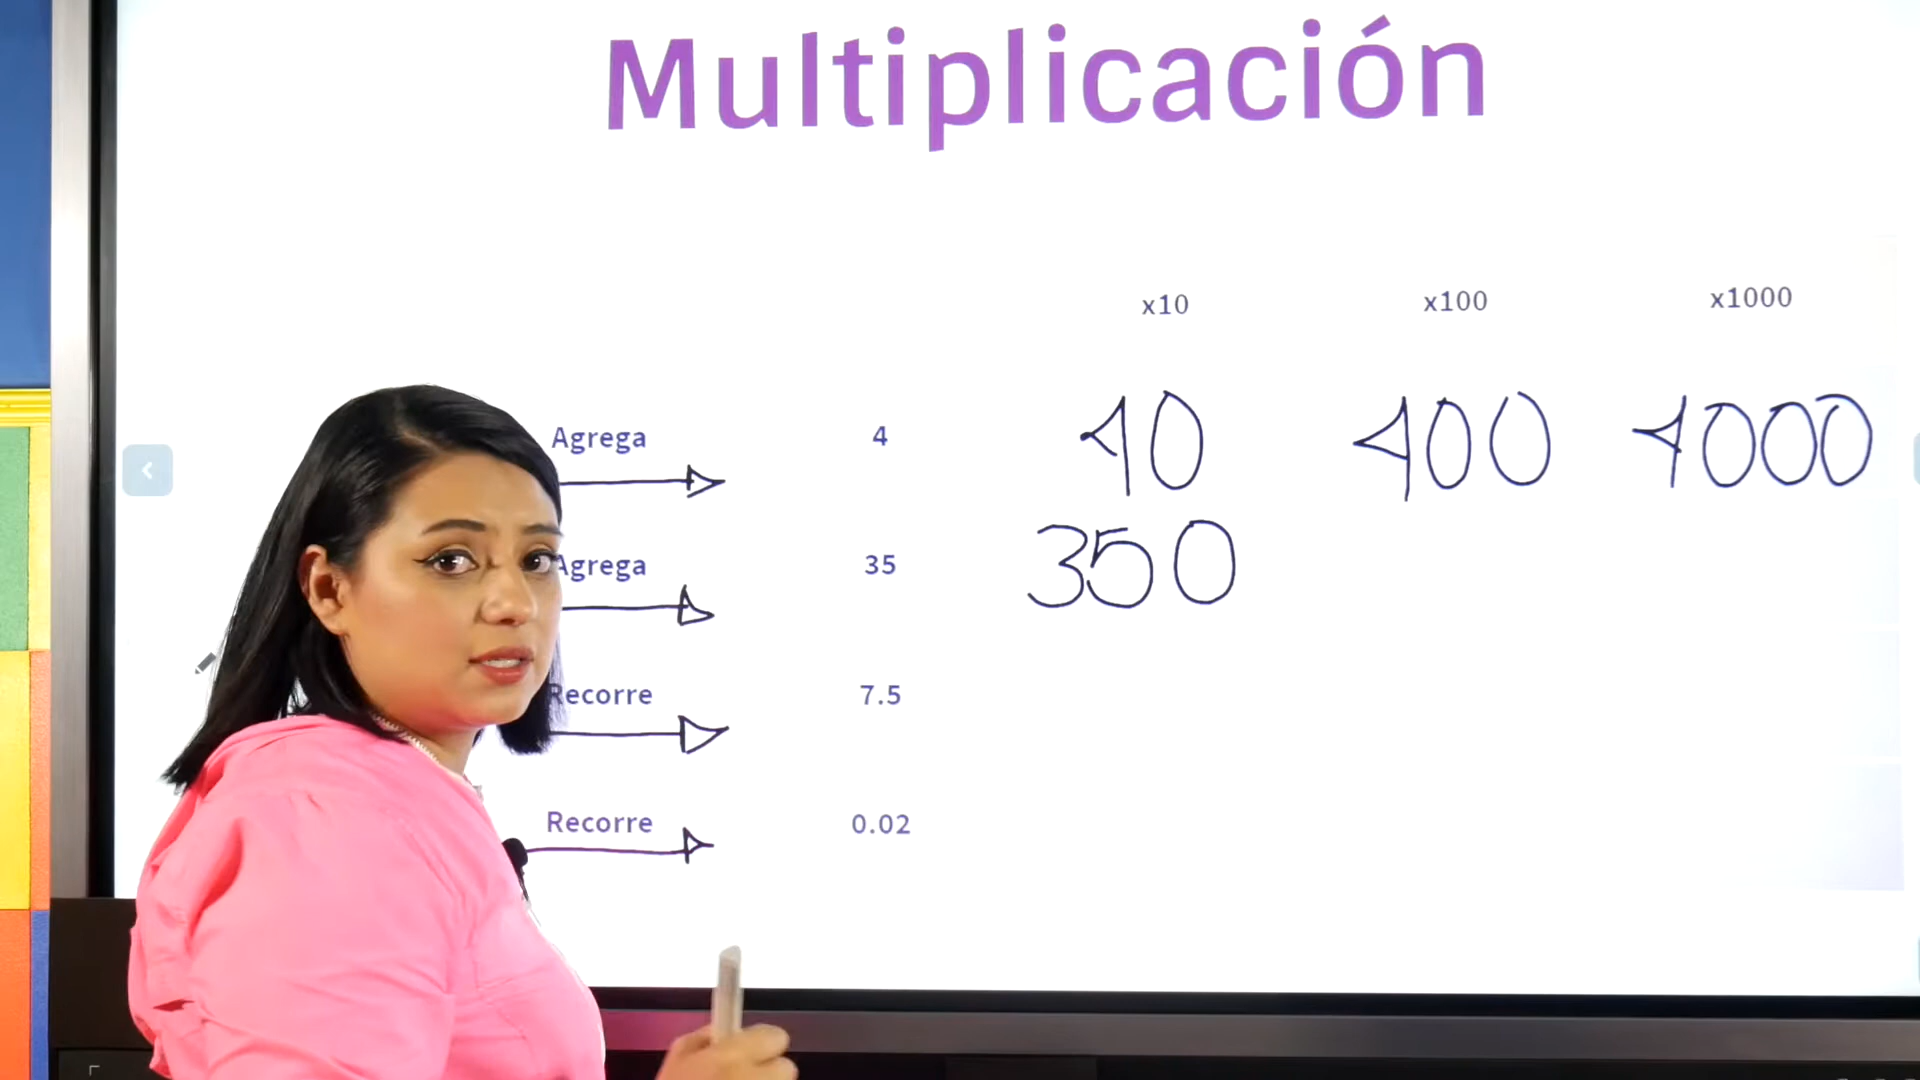 Multiplicación
x10 x100 x1000
Agrega 4 40 400 4000
Agrega 35 350
Recorre 7.5
Recorre 0.02